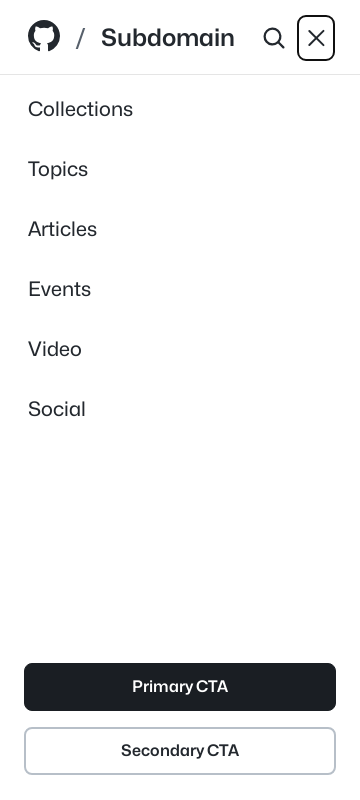 / Subdomain
Collections
Topics
Articles
Events
Video
Social
Primary CTA
Secondary CTA